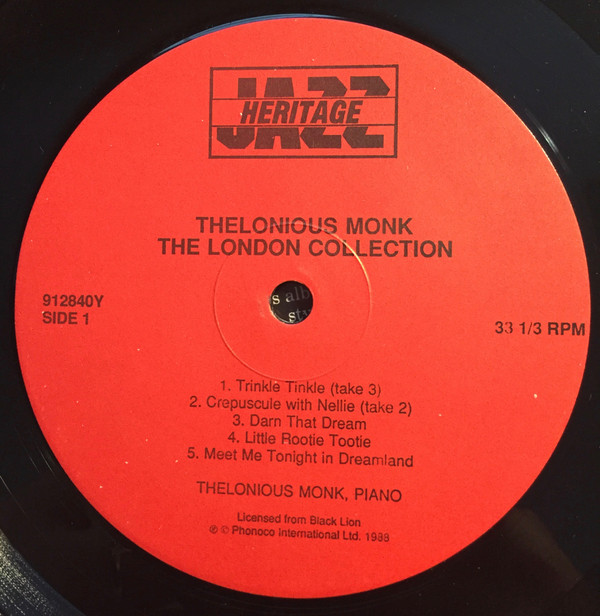 JAZZ
HERITAGE
THELONIOUS MONK
THE LONDON COLLECTION
912840Y
SIDE 1
33 1/3 RPM
s alb
sty
1. Trinkle Tinkle (take 3)
2. Crepuscule with Nellie (take 2)
3. Darn That Dream
4. Little Rootie Tootie
5. Meet Me Tonight in Dreamland
THELONIOUS MONK, PIANO
Licensed from Black Lion
℗ © Phonoco International Ltd. 1988